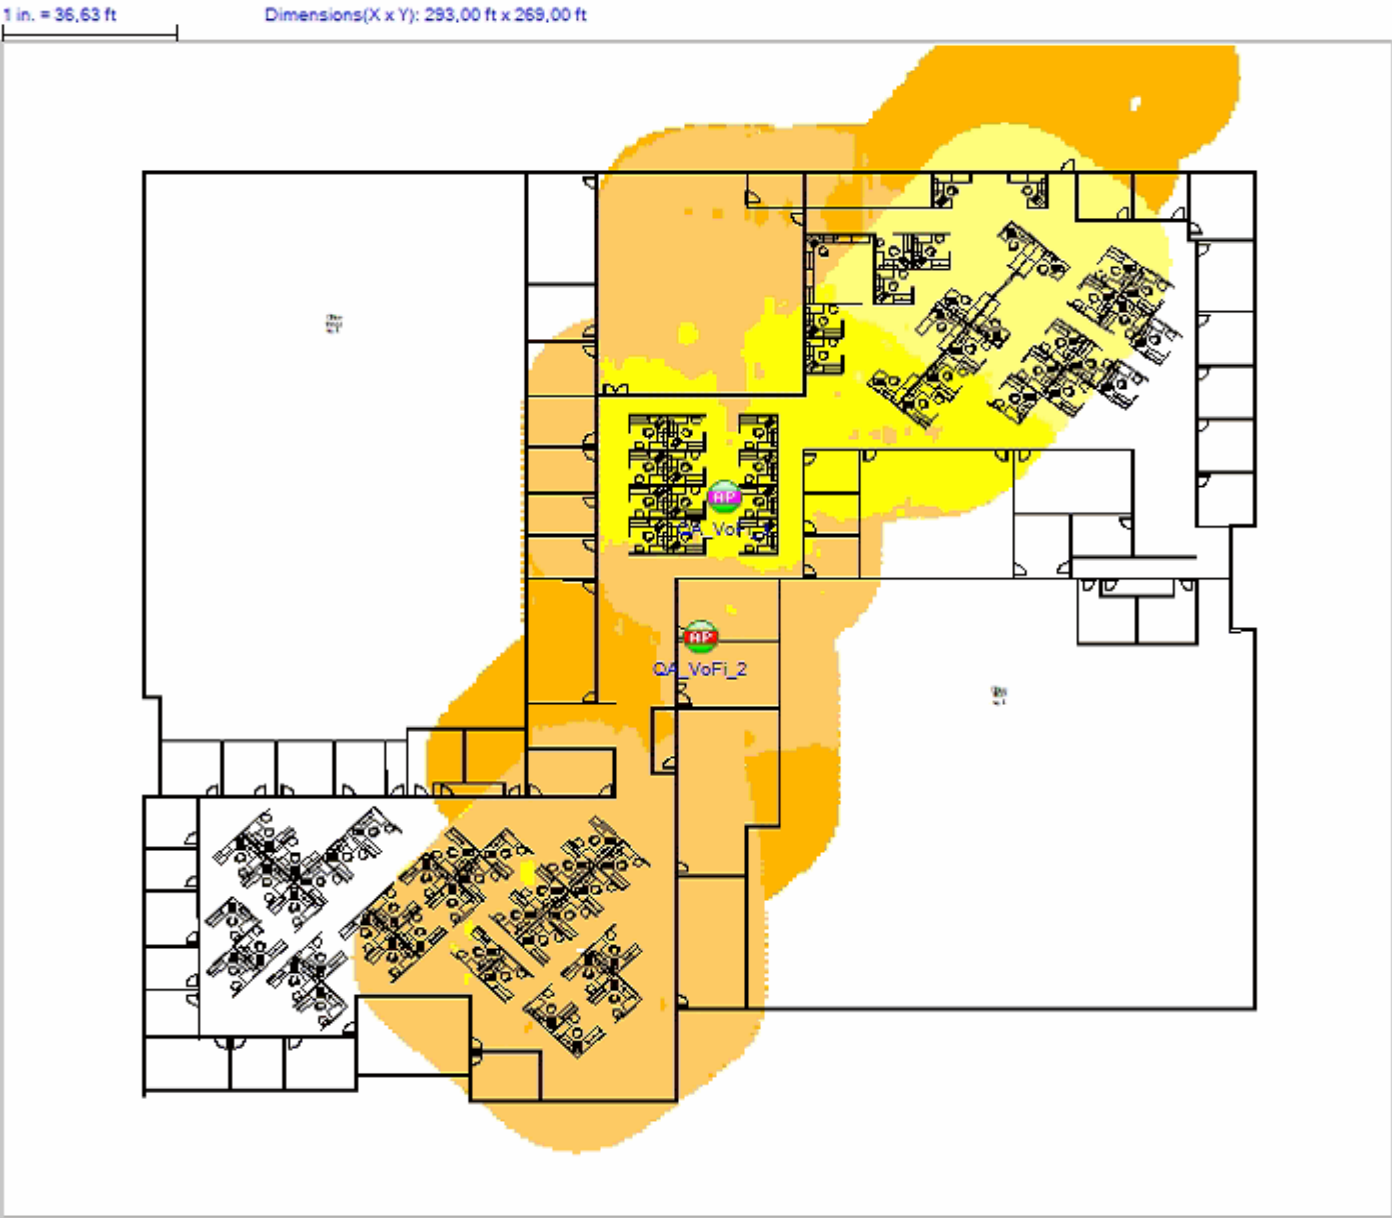 1 in. = 36,63 ft
Dimensions(X x Y): 293,00 ft x 269,00 ft
AP
AP
QA_VoFi_2